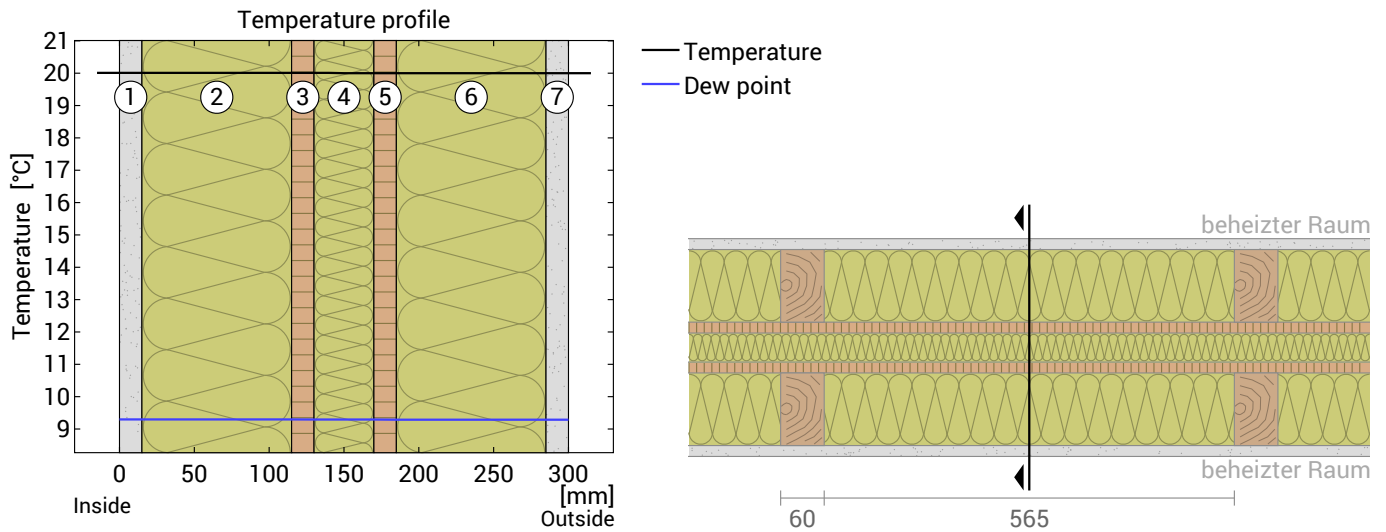 Temperature profile
Temperature [°C]
21
20
19
18
17
16
15
14
13
12
11
10
9
1 2 3 4 5 6 7
0 50 100 150 200 250 300
[mm]
Inside
Outside
Temperature
Dew point
beheizter Raum
beheizter Raum
60 565